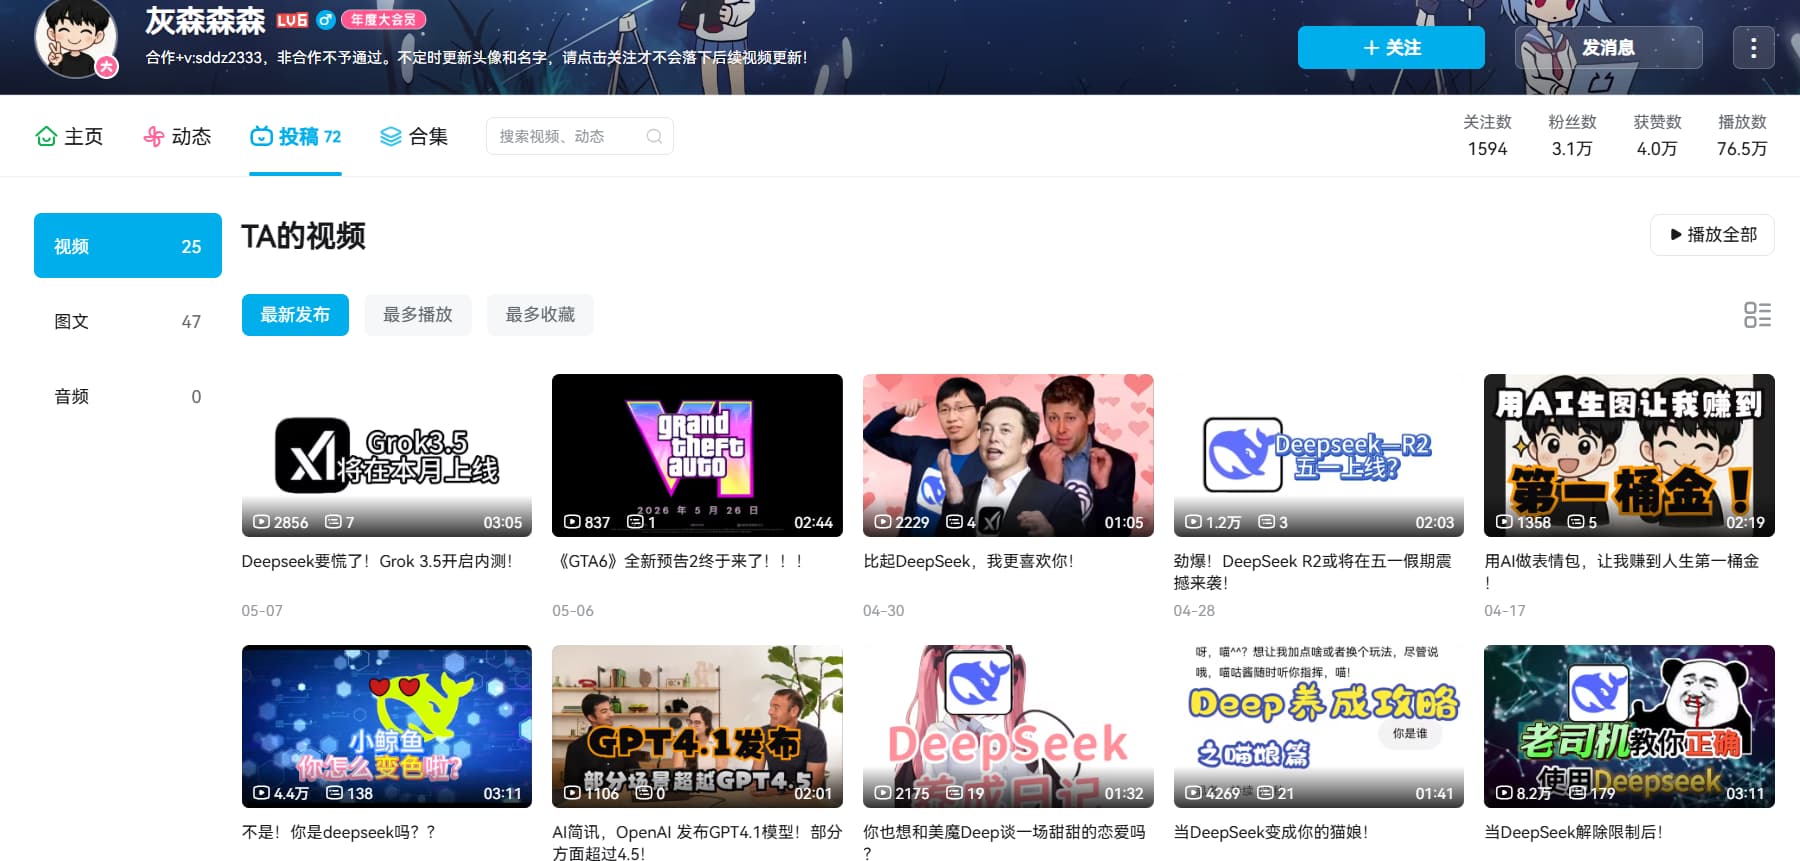 灰森森森 LV6 年度大会员
大
合作+v:sddz2333，非合作不予通过。不定时更新头像和名字，请点击关注才不会落下后续视频更新!
+ 关注
发消息
主页
动态
投稿 72
合集
搜索视频、动态
关注数
1594
粉丝数
3.1万
获赞数
4.0万
播放数
76.5万
视频 25
图文 47
音频 0
TA的视频
播放全部
最新发布
最多播放
最多收藏
Grok3.5
将在本月上线
2856 7 03:05
Deepseek要慌了！Grok 3.5开启内测！
05-07
VI
grand
theft
auto
2026 年 5 月 26 日
837 1 02:44
《GTA6》全新预告2终于来了！！！
05-06
2229 4 01:05
比起DeepSeek，我更喜欢你！
04-30
Deepseek—R2
五一上线?
1.2万 3 02:03
劲爆！DeepSeek R2或将在五一假期震
撼来袭！
04-28
用AI生图让我赚到
第一桶金！
1358 5 02:19
用AI做表情包，让我赚到人生第一桶金
！
04-17
小鲸鱼
你怎么变色啦?
4.4万 138 03:11
不是！你是deepseek吗？？
GPT4.1发布
部分场景超越GPT4.5
1106 0 02:01
AI简讯，OpenAI 发布GPT4.1模型！部分
方面超过4.5！
DeepSeek
2175 19 01:32
你也想和美魔Deep谈一场甜甜的恋爱吗
？
呀，喵^^？想让我加点啥或者换个玩法，尽管说
哦，喵咕酱随时听你指挥，喵！
Deep养成攻略
你是谁
之喵娘篇
4269 21 01:41
当DeepSeek变成你的猫娘！
老司机教你正确
使用Deepseek
8.2万 179 03:11
当DeepSeek解除限制后！